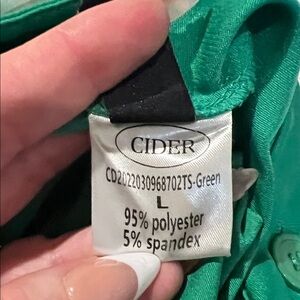 CIDER
CD2022030968702TS-Green
L
95% polyester
5% spandex